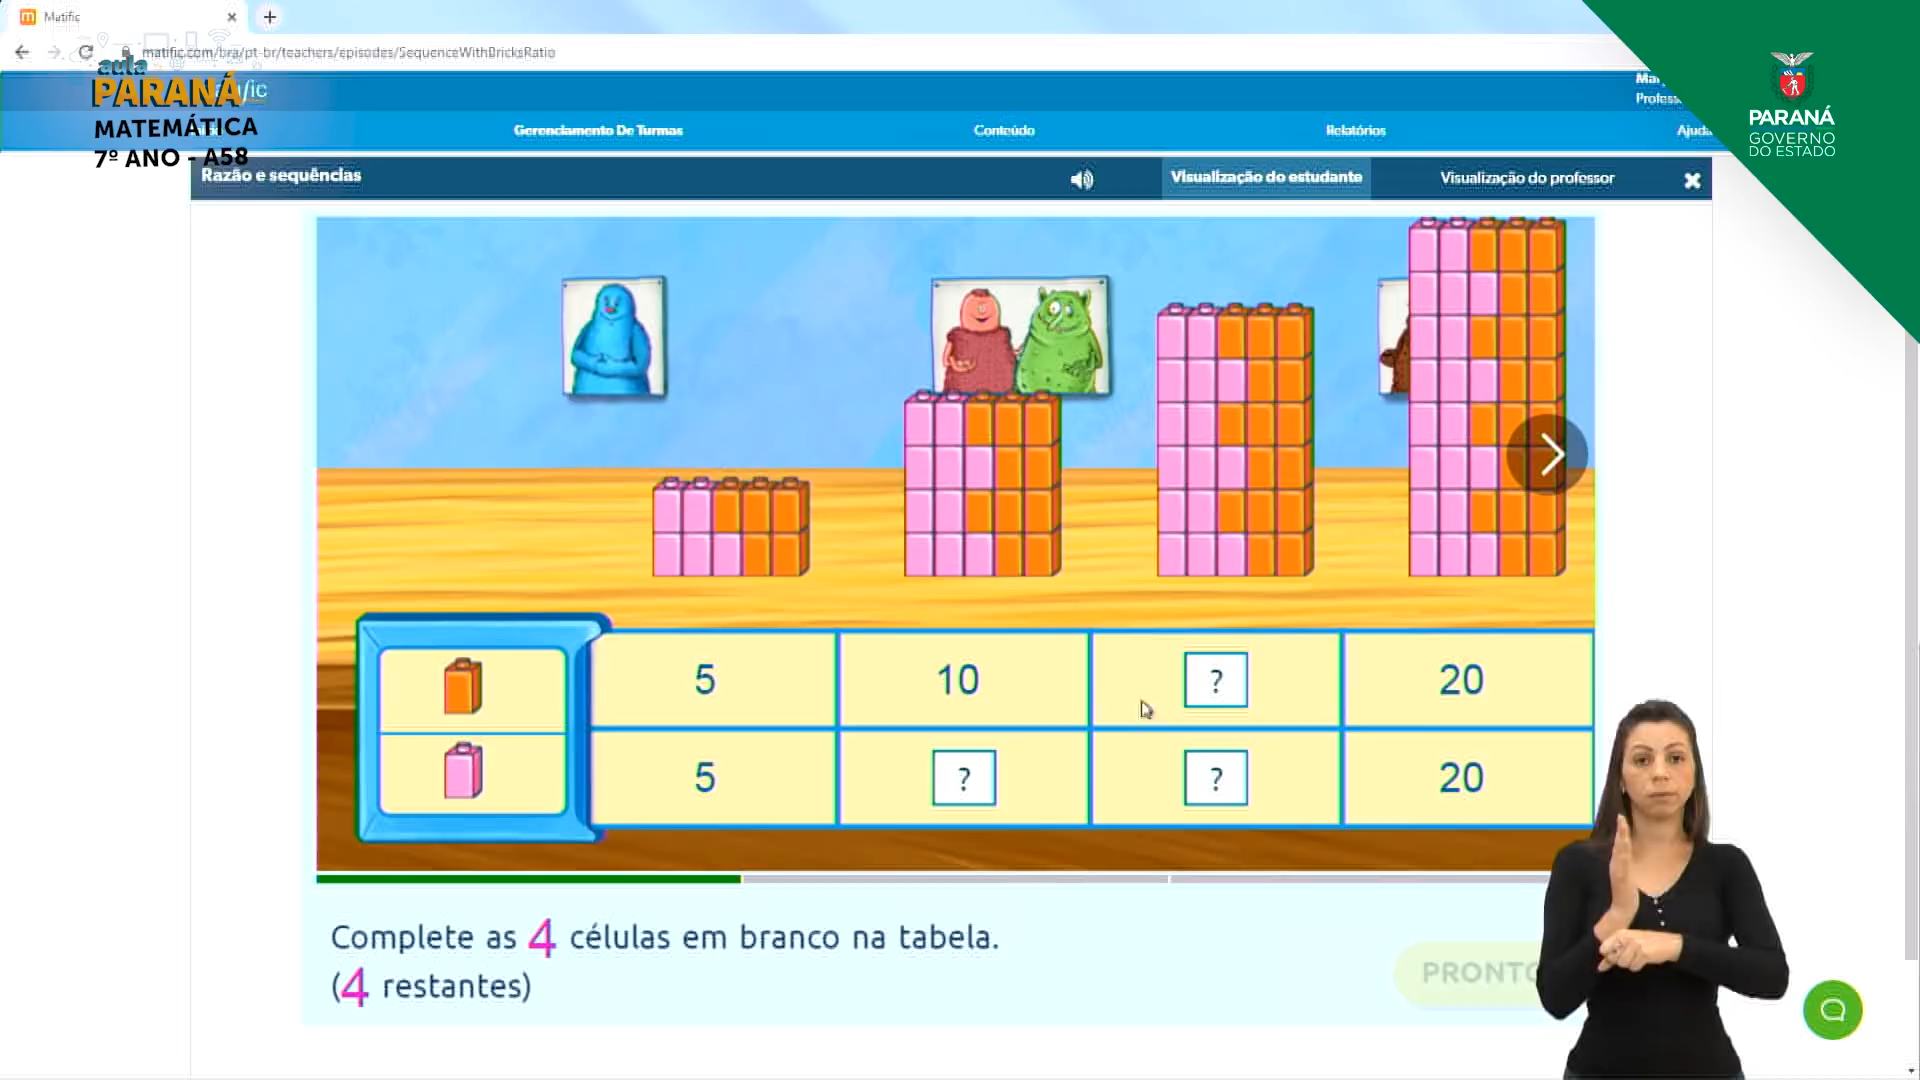 Matific
matific.com/bra/pt-br/teachers/episodes/SequenceWithBricksRatio
aula
PARANÁ
MATEMÁTICA
7º ANO - A58
Gerenciamento De Turmas
Conteúdo
Relatórios
Razão e sequências
Visualização do estudante
Visualização do professor
PARANÁ
GOVERNO
DO ESTADO
5 10 ? 20
5 ? ? 20
Complete as 4 células em branco na tabela.
(4 restantes)
PRONTO